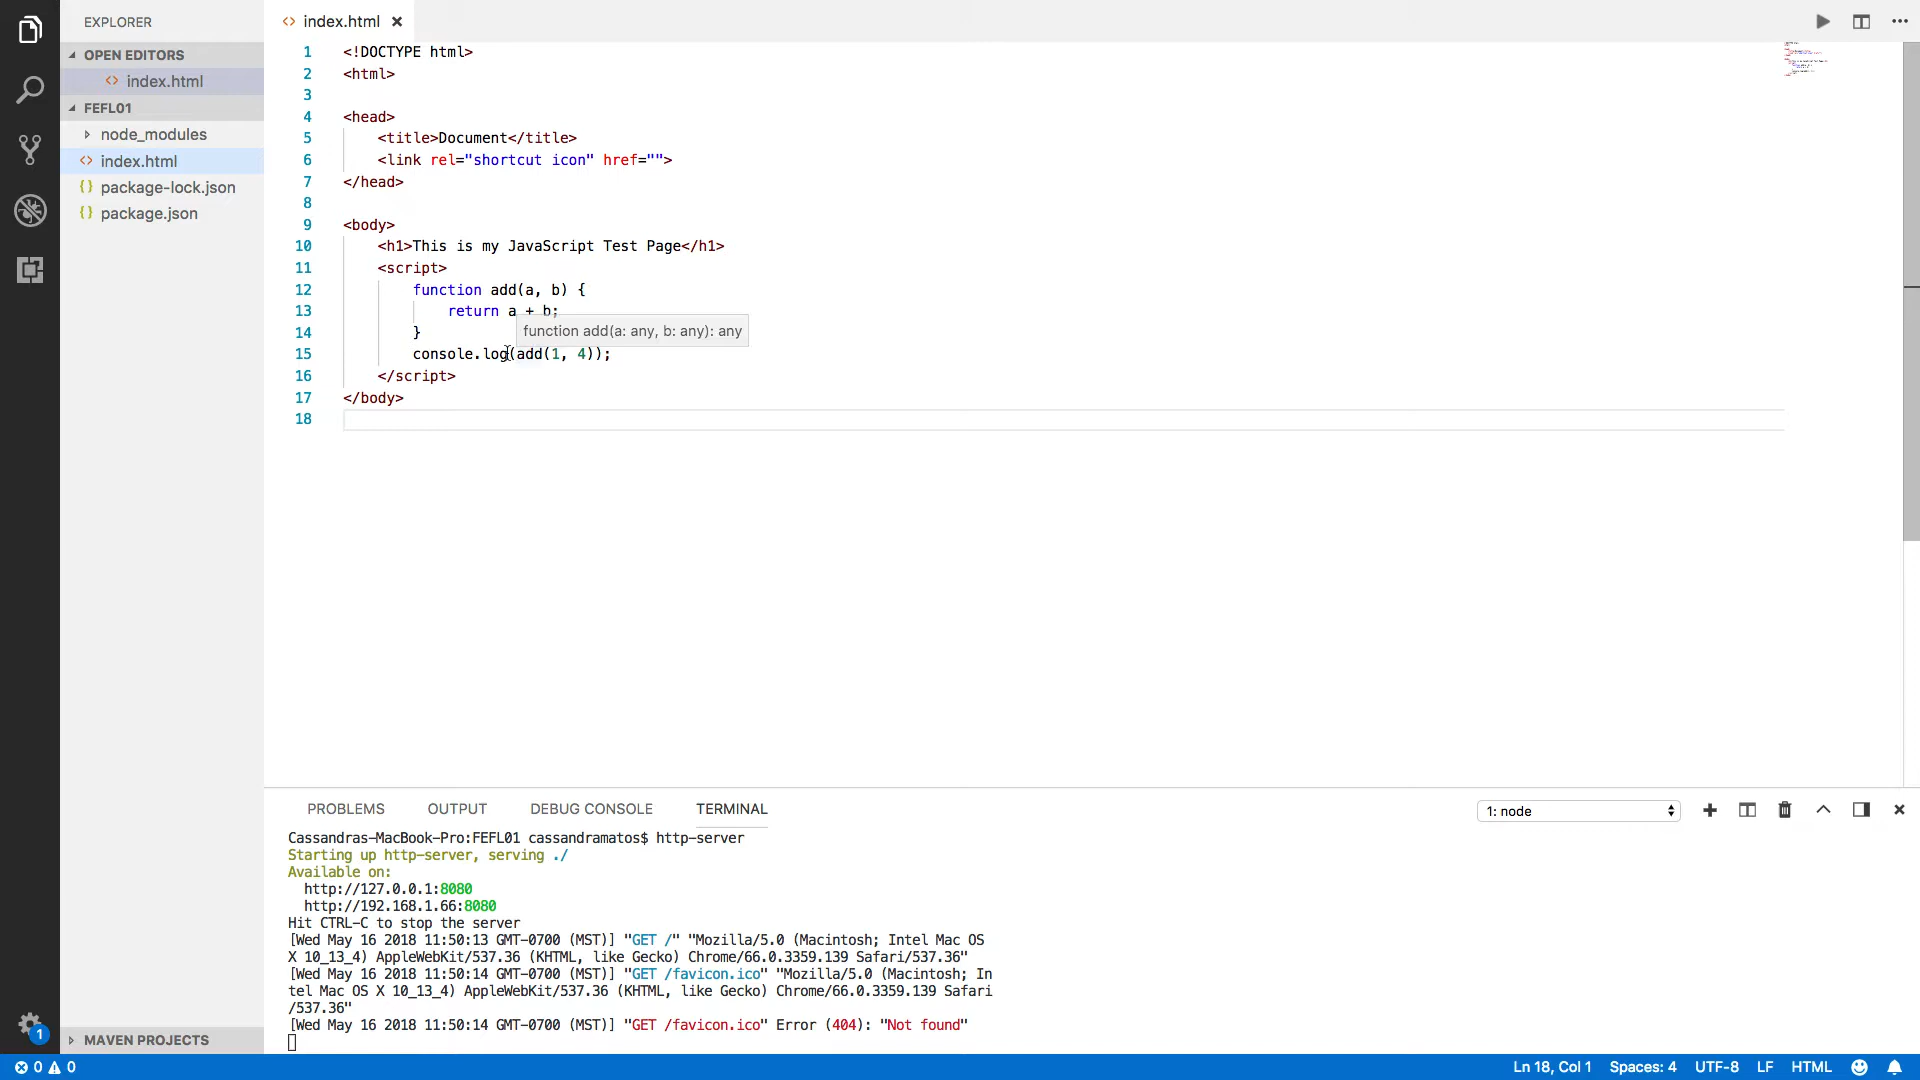 EXPLORER
OPEN EDITORS
index.html
FEFL01
node_modules
index.html
package-lock.json
package.json
MAVEN PROJECTS
1
index.html
1 <!DOCTYPE html>
2 <html>
3
4 <head>
5 <title>Document</title>
6 <link rel="shortcut icon" href="">
7 </head>
8
9 <body>
10 <h1>This is my JavaScript Test Page</h1>
11 <script>
12 function add(a, b) {
13 return a + b;
function add(a: any, b: any): any
14 }
15 console.log(add(1, 4));
16 </script>
17 </body>
18
PROBLEMS OUTPUT DEBUG CONSOLE TERMINAL 1: node
Cassandras-MacBook-Pro:FEFL01 cassandramatos$ http-server
Starting up http-server, serving ./
Available on:
http://127.0.0.1:8080
http://192.168.1.66:8080
Hit CTRL-C to stop the server
[Wed May 16 2018 11:50:13 GMT-0700 (MST)] "GET /" "Mozilla/5.0 (Macintosh; Intel Mac OS
X 10_13_4) AppleWebKit/537.36 (KHTML, like Gecko) Chrome/66.0.3359.139 Safari/537.36"
[Wed May 16 2018 11:50:14 GMT-0700 (MST)] "GET /favicon.ico" "Mozilla/5.0 (Macintosh; In
tel Mac OS X 10_13_4) AppleWebKit/537.36 (KHTML, like Gecko) Chrome/66.0.3359.139 Safari
/537.36"
[Wed May 16 2018 11:50:14 GMT-0700 (MST)] "GET /favicon.ico" Error (404): "Not found"
0 0 Ln 18, Col 1 Spaces: 4 UTF-8 LF HTML